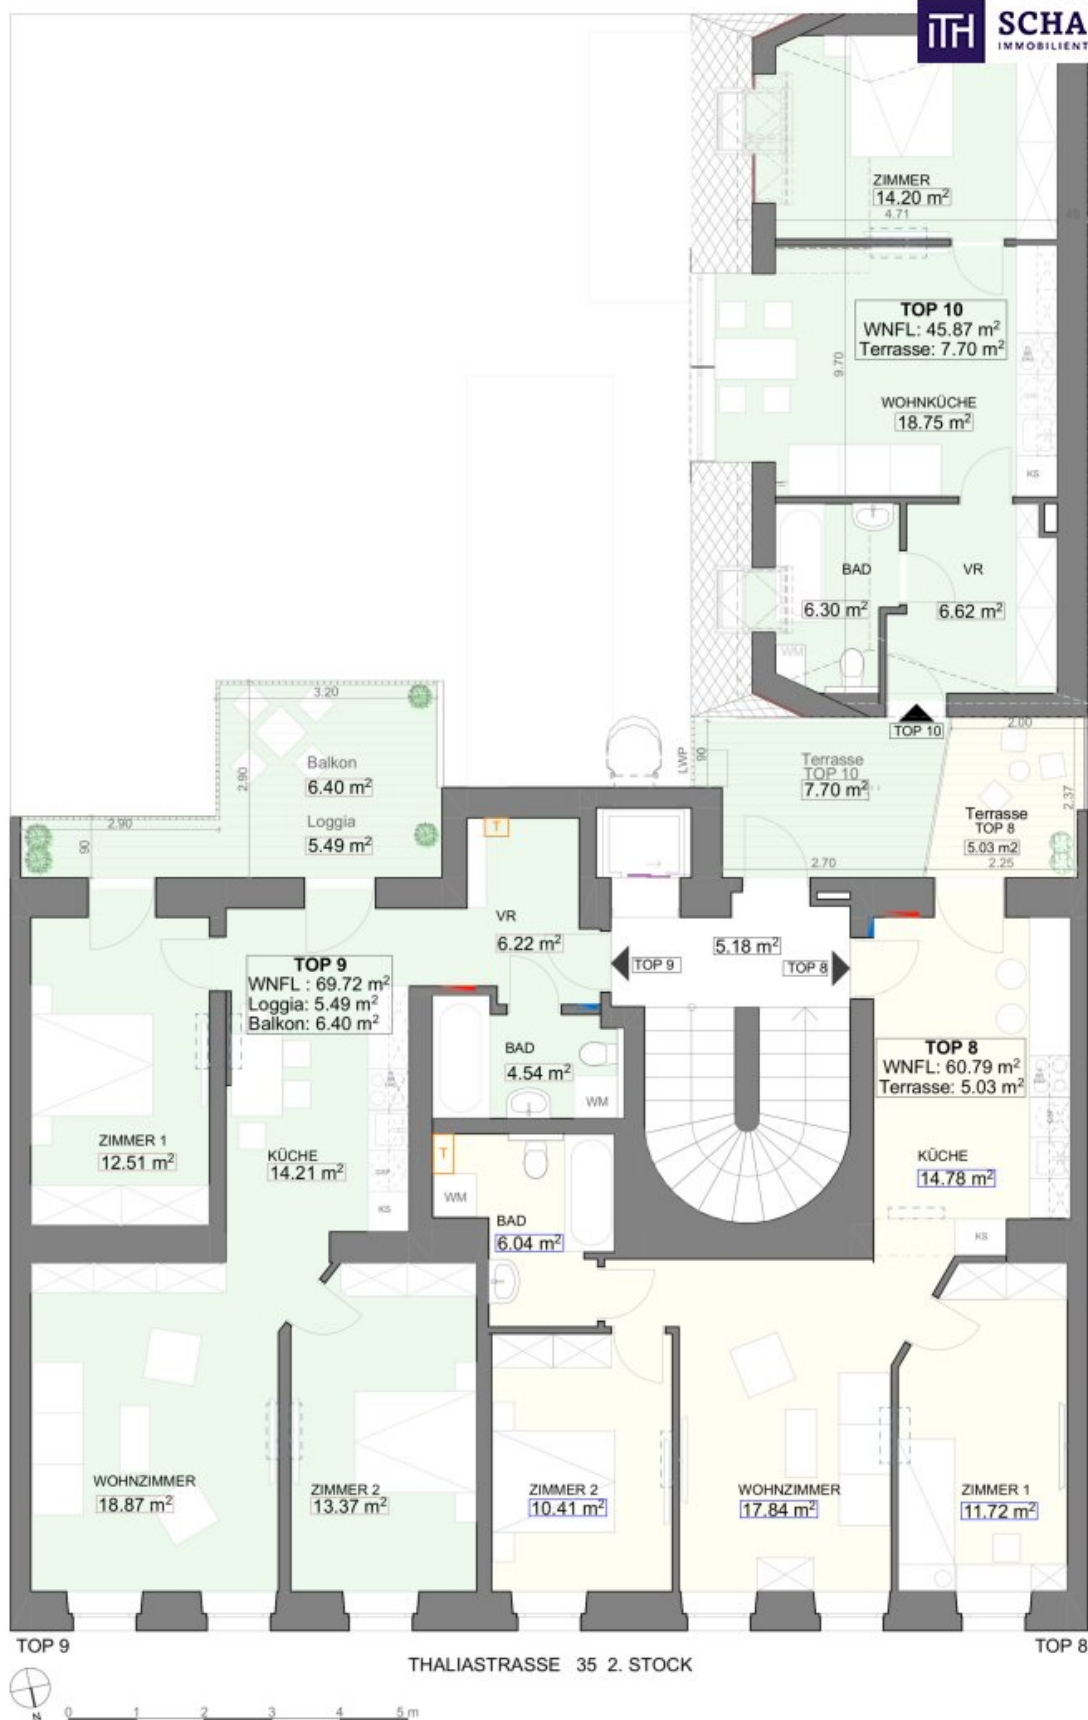 iTH SCHA
IMMOBILIENT
ZIMMER
14.20 m²
4.71
45
TOP 10
WNFL: 45.87 m²
Terrasse: 7.70 m²
9.70
WOHNKÜCHE
18.75 m²
KS
BAD
6.30 m²
VR
6.62 m²
WM
TOP 10
3.20
2.00
Balkon
6.40 m²
2.90
LWP
90
Terrasse
TOP 10
7.70 m²
2.37
Terrasse
TOP 8
5.03 m2
Loggia
5.49 m²
2.90
90
T
2.70
2.25
VR
6.22 m²
5.18 m²
TOP 9
TOP 8
TOP 9
WNFL : 69.72 m²
Loggia: 5.49 m²
Balkon: 6.40 m²
BAD
4.54 m²
WM
TOP 8
WNFL: 60.79 m²
Terrasse: 5.03 m²
ZIMMER 1
12.51 m²
KÜCHE
14.21 m²
GSP
KS
T
WM
BAD
6.04 m²
KÜCHE
14.78 m²
KS
WOHNZIMMER
18.87 m²
ZIMMER 2
13.37 m²
ZIMMER 2
10.41 m²
WOHNZIMMER
17.84 m²
ZIMMER 1
11.72 m²
TOP 9
TOP 8
THALIASTRASSE 35 2. STOCK
N
0 1 2 3 4 5 m